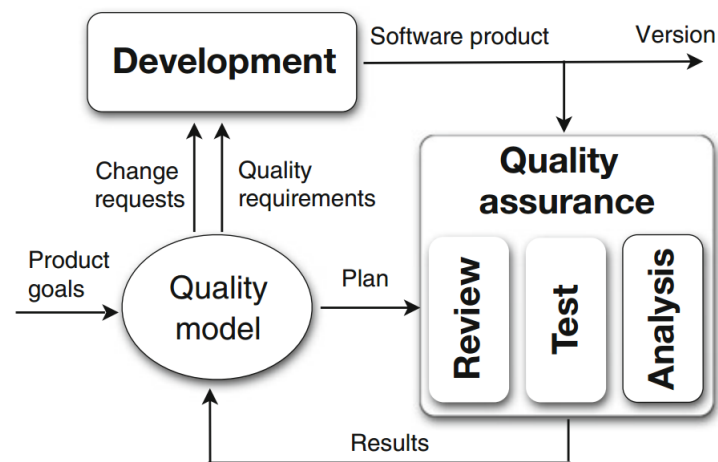 Development
Software product
Version
Change
requests
Quality
requirements
Quality
assurance
Product
goals
Quality
model
Plan
Review
Test
Analysis
Results